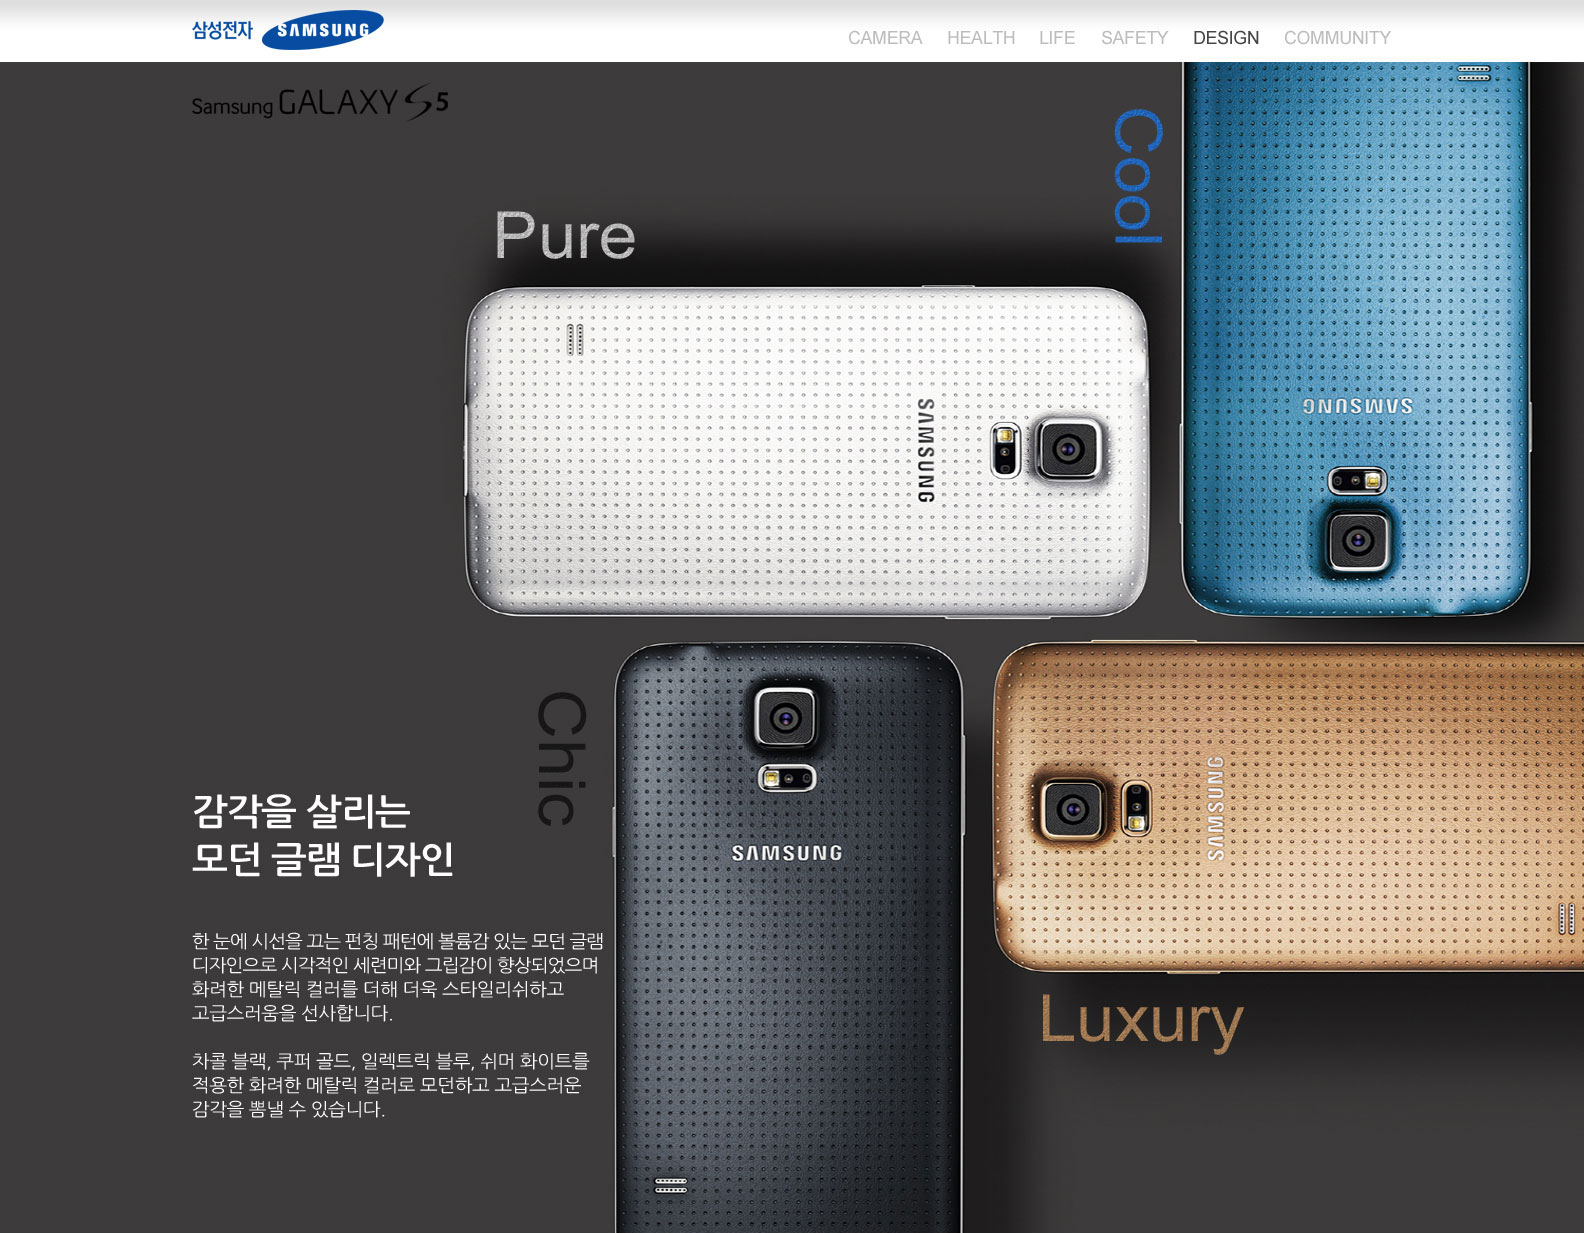 삼성전자 SAMSUNG
CAMERA HEALTH LIFE SAFETY DESIGN COMMUNITY
Samsung GALAXY S5
Cool
Pure
SAMSUNG
SAMSUNG
Chic
SAMSUNG
SAMSUNG
Luxury
감각을 살리는
모던 글램 디자인
한 눈에 시선을 끄는 펀칭 패턴에 볼륨감 있는 모던 글램
디자인으로 시각적인 세련미와 그립감이 향상되었으며
화려한 메탈릭 컬러를 더해 더욱 스타일리쉬하고
고급스러움을 선사합니다.
차콜 블랙, 쿠퍼 골드, 일렉트릭 블루, 쉬머 화이트를
적용한 화려한 메탈릭 컬러로 모던하고 고급스러운
감각을 뽐낼 수 있습니다.